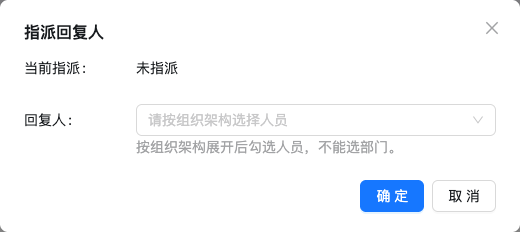 指派回复人
当前指派： 未指派
回复人： 请按组织架构选择人员
按组织架构展开后勾选人员，不能选部门。
确 定 取 消